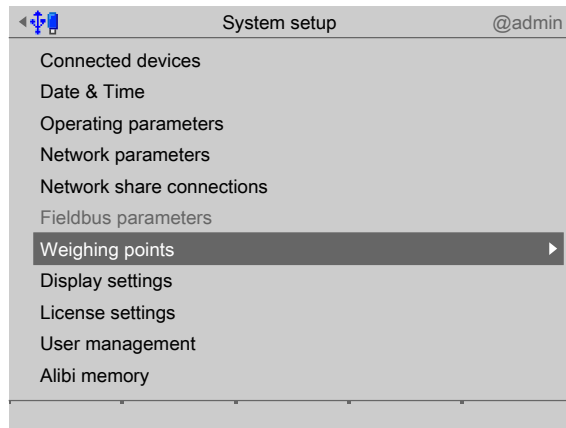 System setup @admin
Connected devices
Date & Time
Operating parameters
Network parameters
Network share connections
Fieldbus parameters
Weighing points
Display settings
License settings
User management
Alibi memory